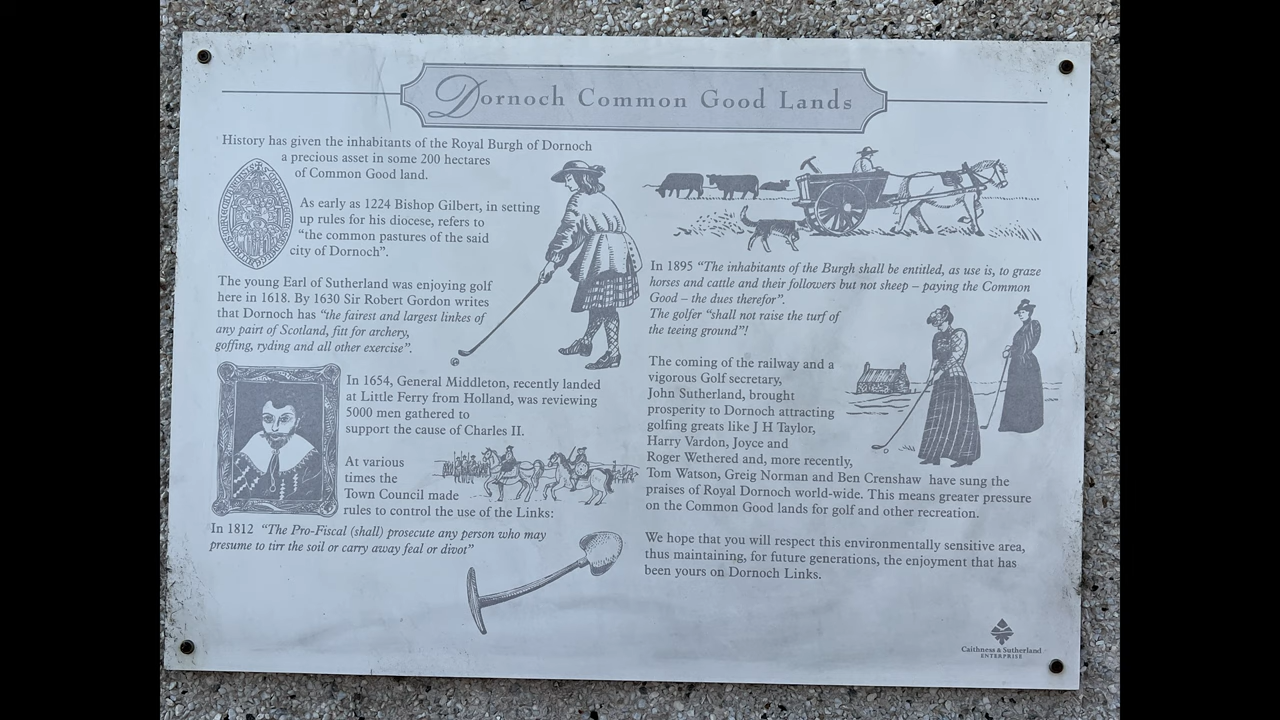 Dornoch Common Good Lands
History has given the inhabitants of the Royal Burgh of Dornoch
a precious asset in some 200 hectares
of Common Good land.
As early as 1224 Bishop Gilbert, in setting
up rules for his diocese, refers to
“the common pastures of the said
city of Dornoch”.
The young Earl of Sutherland was enjoying golf
here in 1618. By 1630 Sir Robert Gordon writes
that Dornoch has “the fairest and largest linkes of
any pairt of Scotland, fitt for archery,
goffing, ryding and all other exercise”.
In 1654, General Middleton, recently landed
at Little Ferry from Holland, was reviewing
5000 men gathered to
support the cause of Charles II.
At various
times the
Town Council made
rules to control the use of the Links:
In 1812 “The Pro-Fiscal (shall) prosecute any person who may
presume to tirr the soil or carry away feal or divot”
In 1895 “The inhabitants of the Burgh shall be entitled, as use is, to graze
horses and cattle and their followers but not sheep – paying the Common
Good – the dues therefor”.
The golfer “shall not raise the turf of
the teeing ground”!
The coming of the railway and a
vigorous Golf secretary,
John Sutherland, brought
prosperity to Dornoch attracting
golfing greats like J H Taylor,
Harry Vardon, Joyce and
Roger Wethered and, more recently,
Tom Watson, Greig Norman and Ben Crenshaw have sung the
praises of Royal Dornoch world-wide. This means greater pressure
on the Common Good lands for golf and other recreation.
We hope that you will respect this environmentally sensitive area,
thus maintaining, for future generations, the enjoyment that has
been yours on Dornoch Links.
Caithness & Sutherland
ENTERPRISE